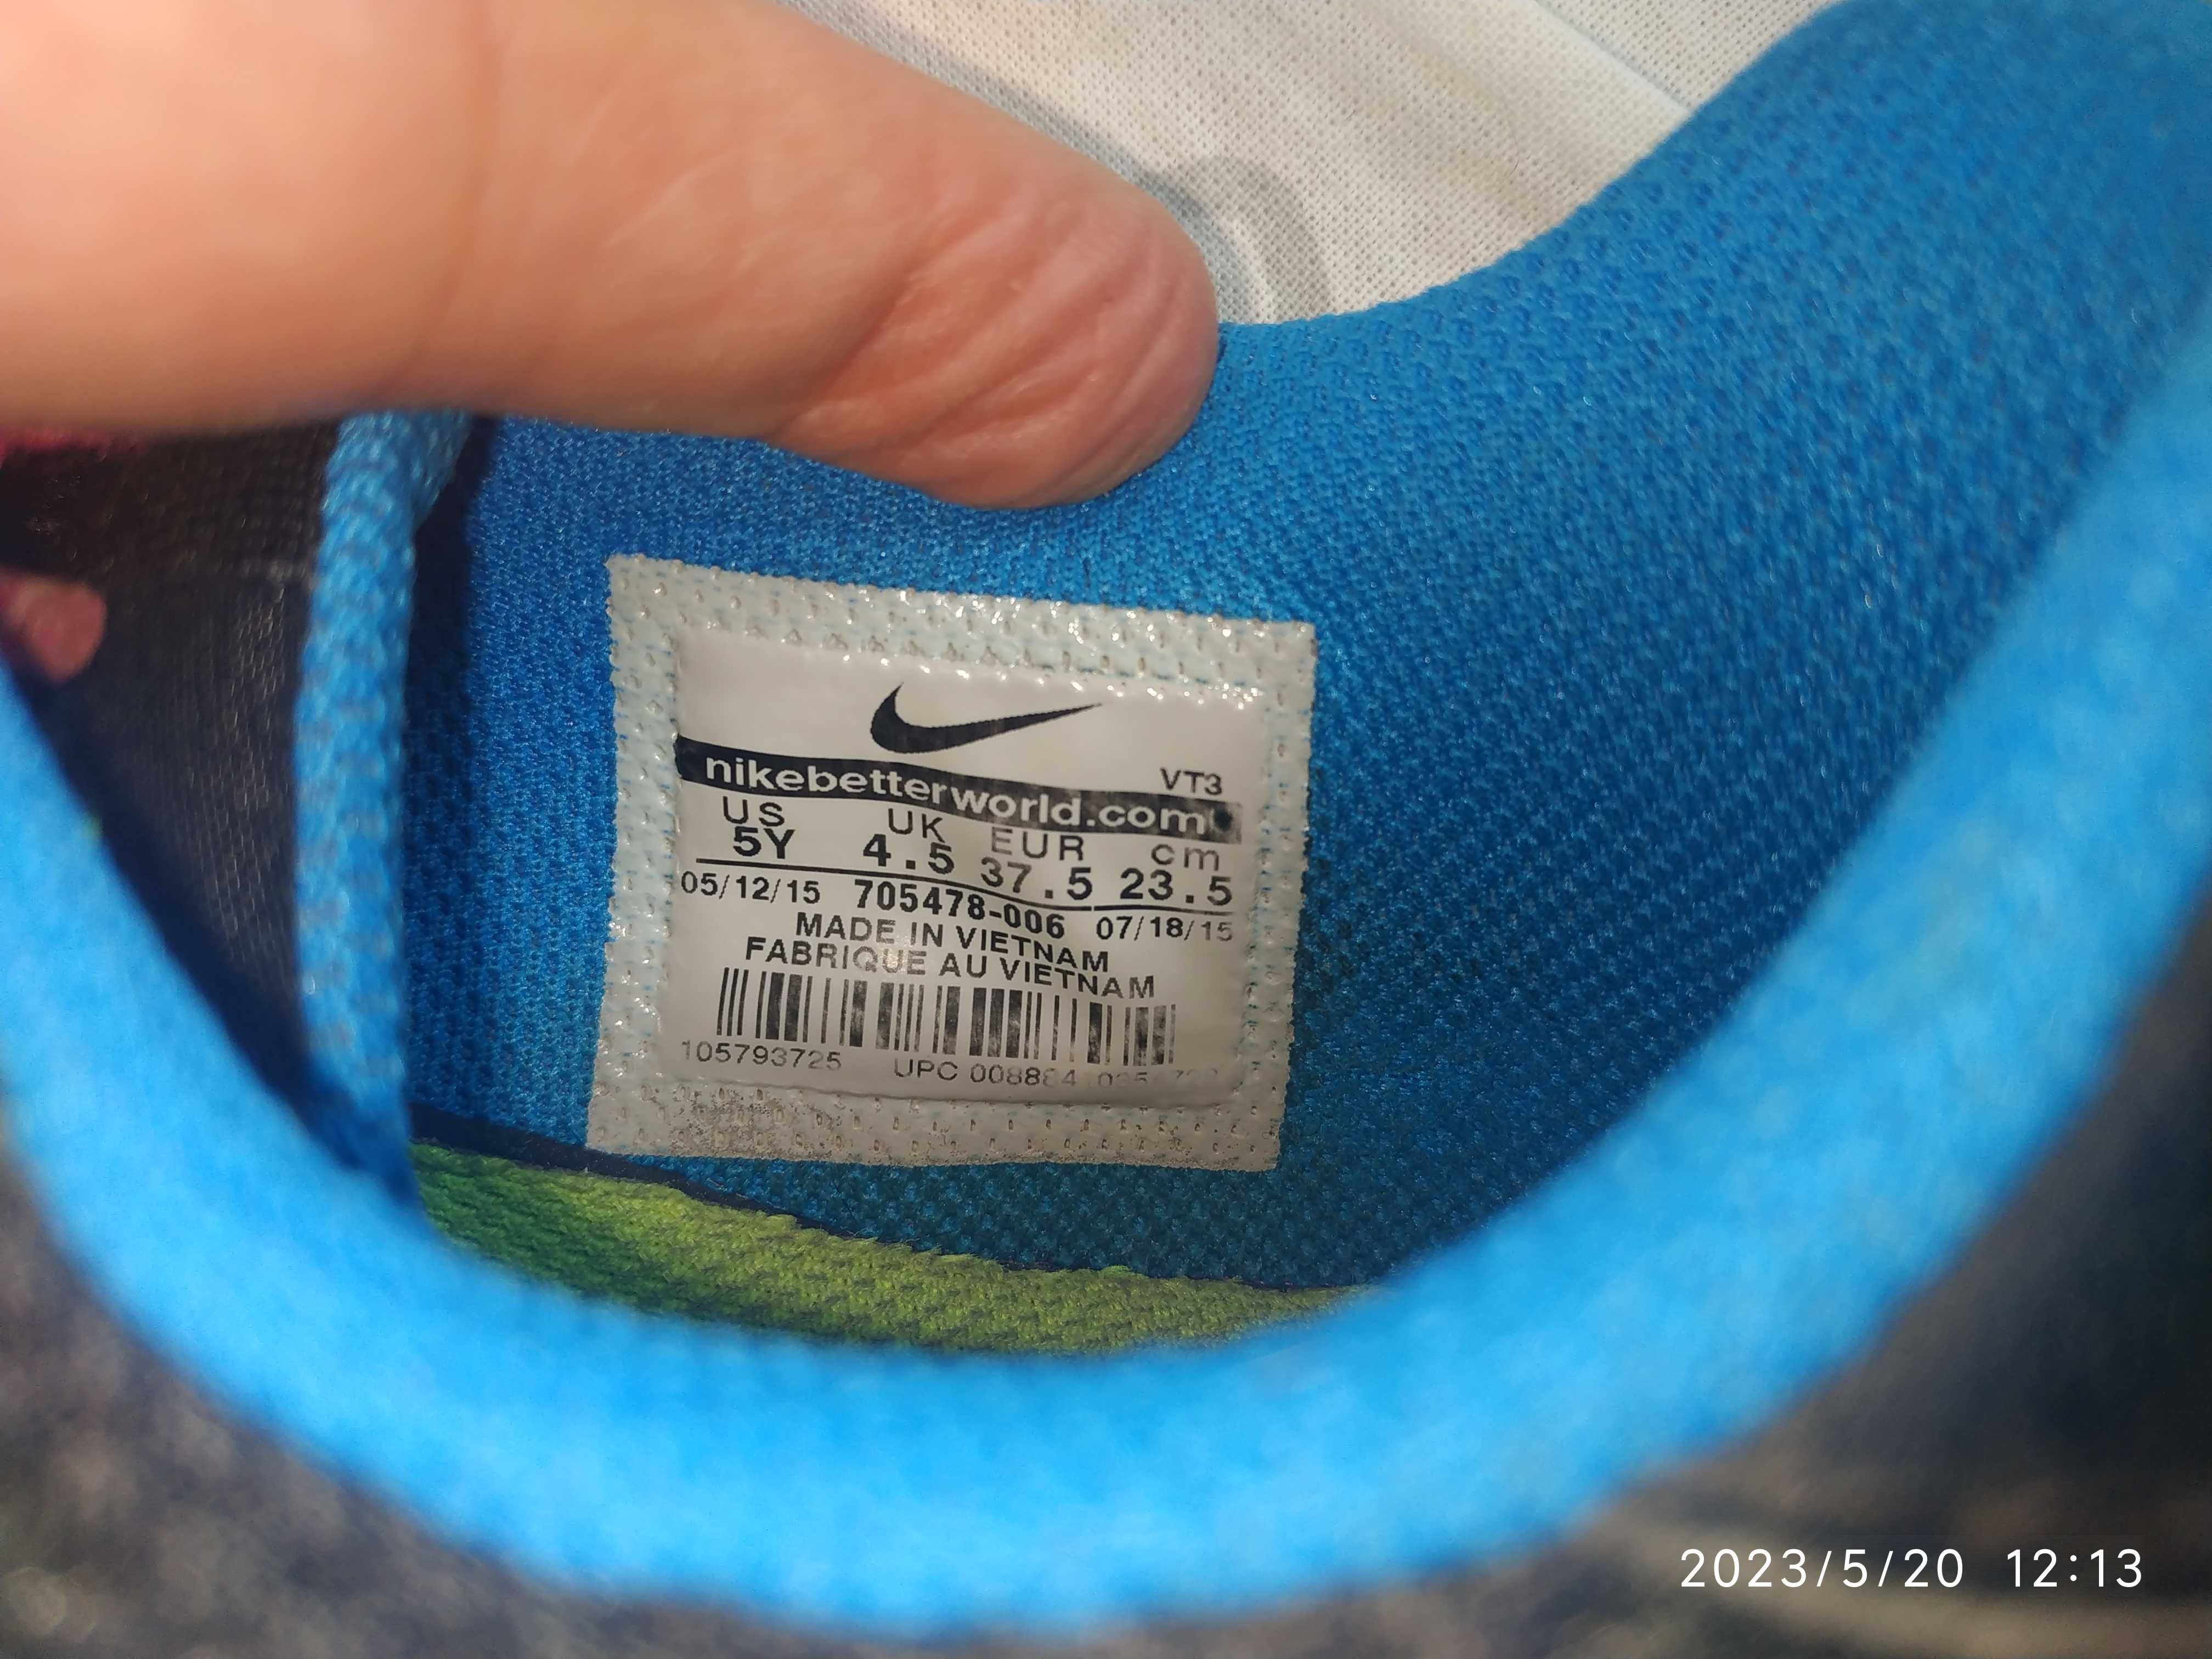 VT3
nikebetterworld.com
US UK EUR cm
5Y 4.5 37.5 23.5
05/12/15 705478-006 07/18/15
MADE IN VIETNAM
FABRIQUE AU VIETNAM
105793725 UPC
2023/5/20 12:13